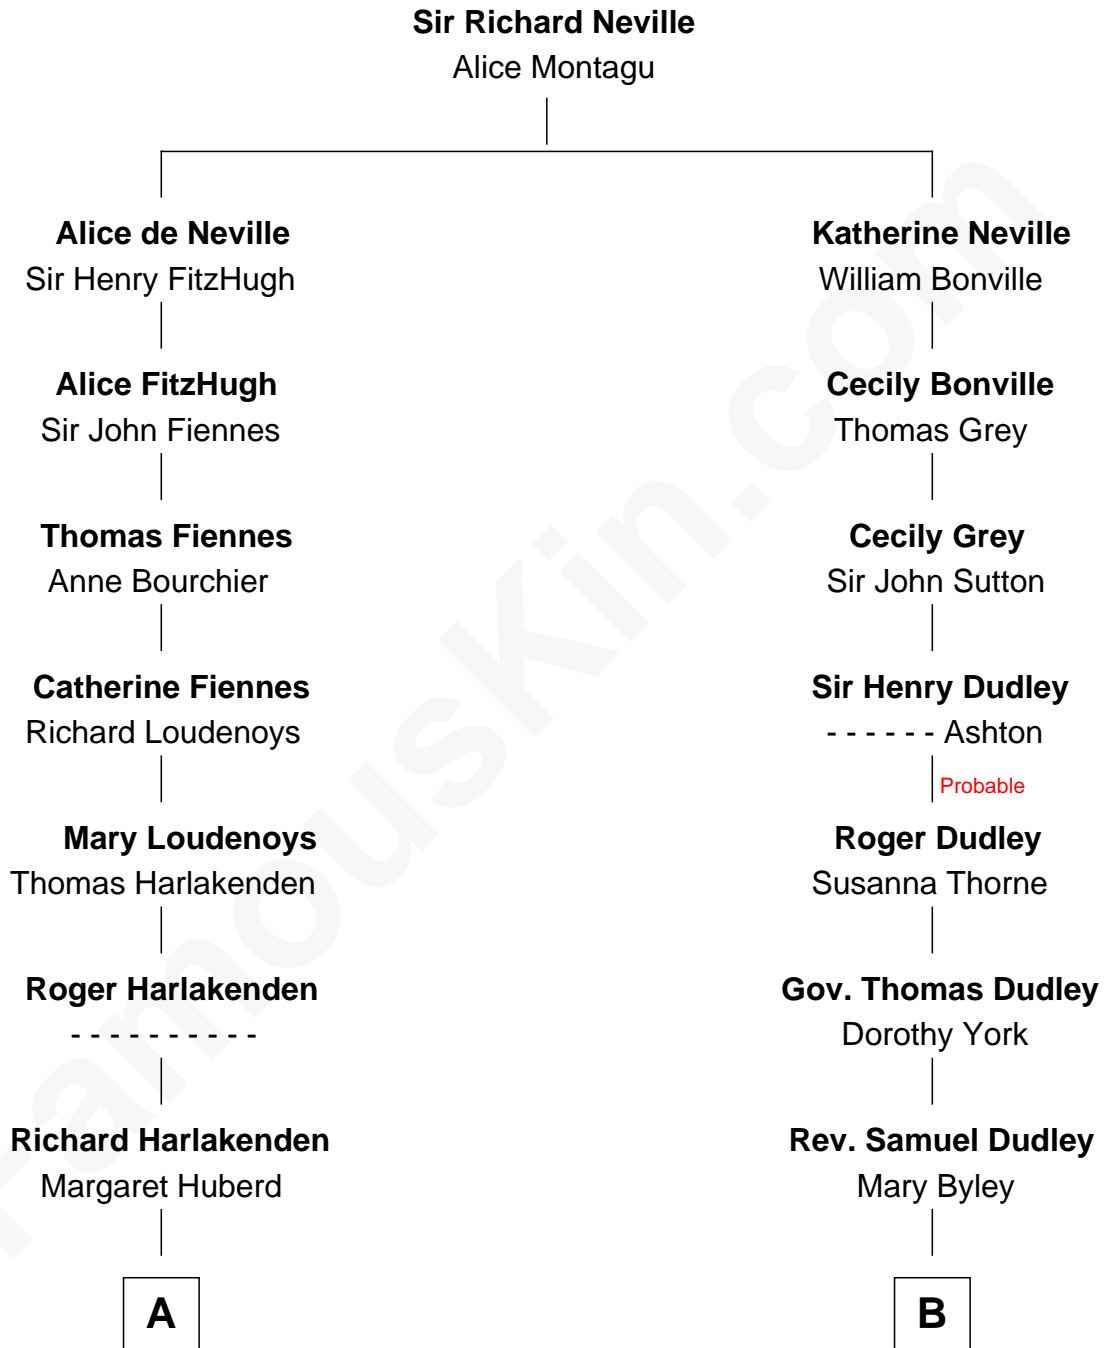 Sir Richard Neville
Alice Montagu
Alice de Neville
Sir Henry FitzHugh
Katherine Neville
William Bonville
Alice FitzHugh
Sir John Fiennes
Cecily Bonville
Thomas Grey
Thomas Fiennes
Anne Bourchier
Cecily Grey
Sir John Sutton
Catherine Fiennes
Richard Loudenoys
Sir Henry Dudley
- - - - - - Ashton
Probable
Mary Loudenoys
Thomas Harlakenden
Roger Dudley
Susanna Thorne
Roger Harlakenden
- - - - - - - - - -
Gov. Thomas Dudley
Dorothy York
Richard Harlakenden
Margaret Huberd
Rev. Samuel Dudley
Mary Byley
A
B
FamousKin.com